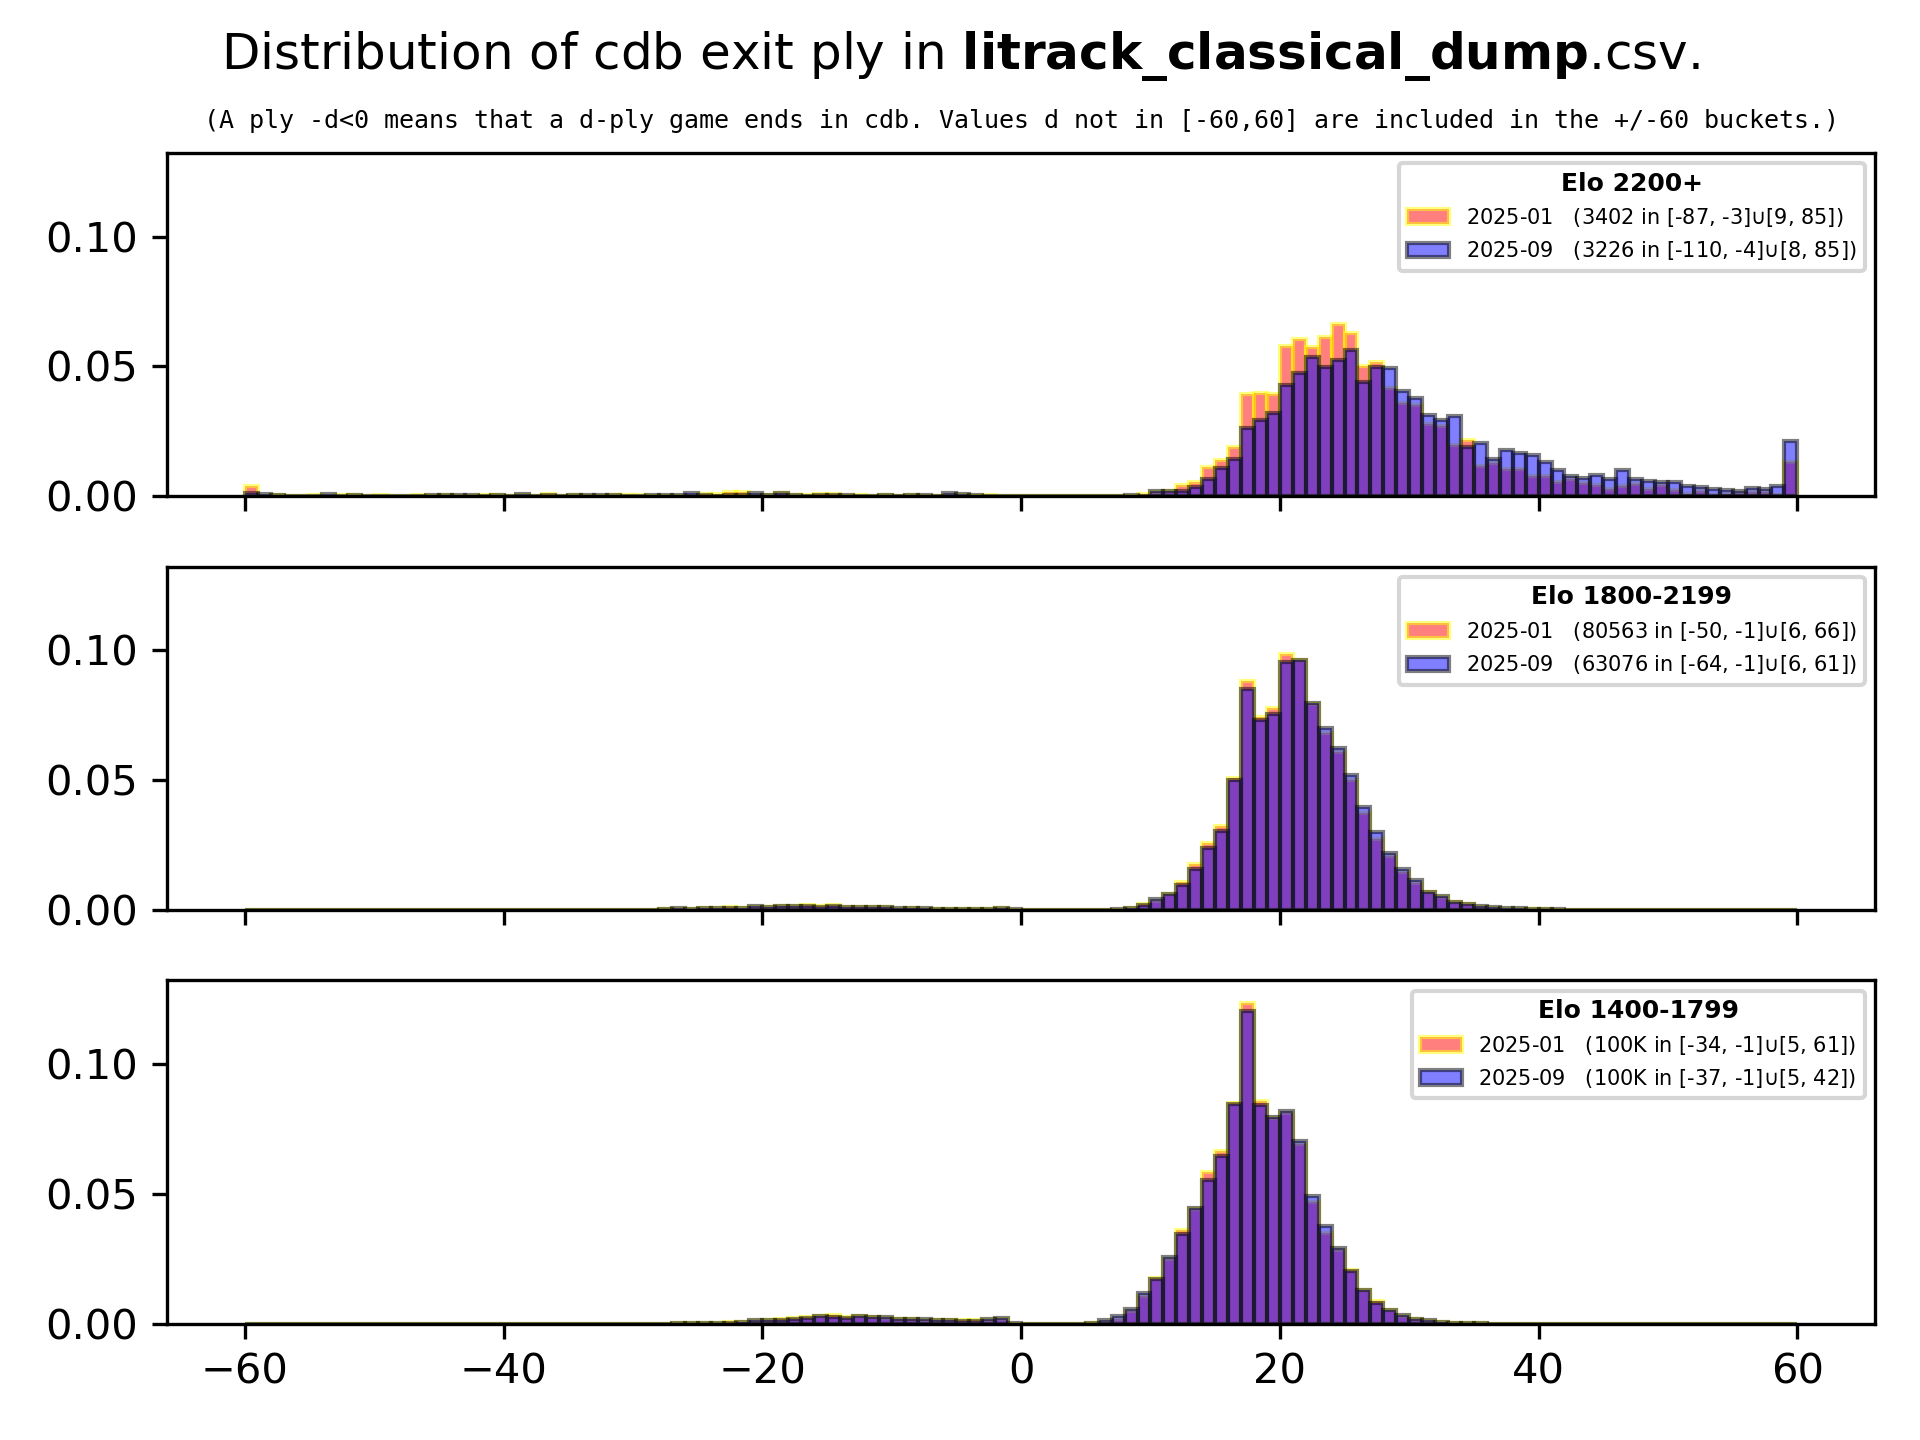 Distribution of cdb exit ply in litrack_classical_dump.csv.
(A ply -d<0 means that a d-ply game ends in cdb. Values d not in [-60,60] are included in the +/-60 buckets.)
Elo 2200+
2025-01 (3402 in [-87, -3]∪[9, 85])
2025-09 (3226 in [-110, -4]∪[8, 85])
0.10
0.05
0.00
Elo 1800-2199
2025-01 (80563 in [-50, -1]∪[6, 66])
2025-09 (63076 in [-64, -1]∪[6, 61])
0.10
0.05
0.00
Elo 1400-1799
2025-01 (100K in [-34, -1]∪[5, 61])
2025-09 (100K in [-37, -1]∪[5, 42])
0.10
0.05
0.00
−60 −40 −20 0 20 40 60